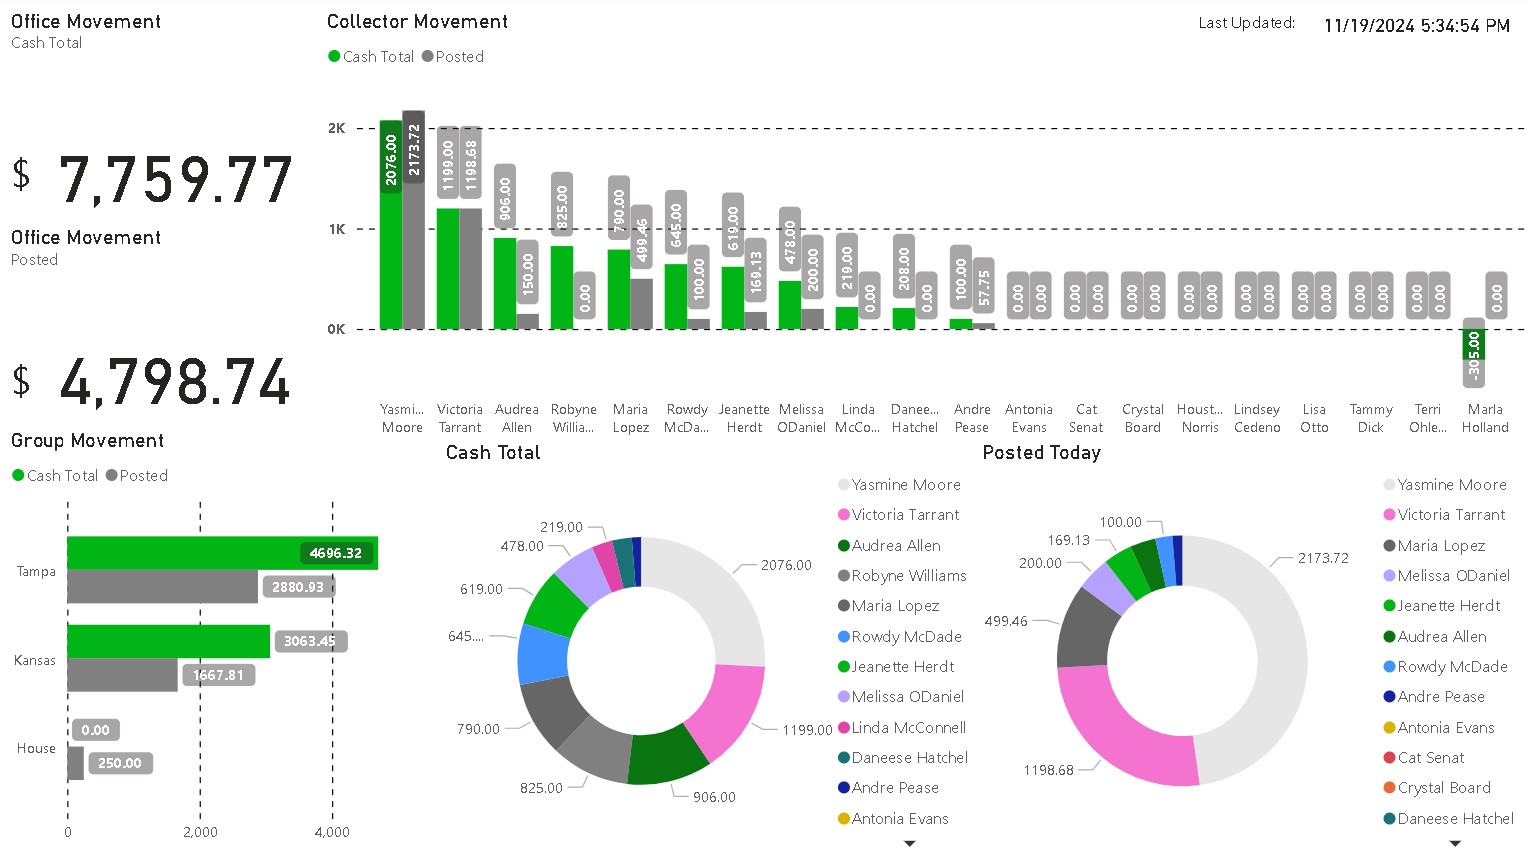 Office Movement
Cash Total
$ 7,759.77
Office Movement
Posted
$ 4,798.74
Collector Movement
Last Updated: 11/19/2024 5:34:54 PM
Cash Total Posted
2K
1K
0K
2076.00 2173.72
1199.00 1198.68
906.00 150.00
825.00 0.00
790.00 499.46
645.00 100.00
619.00 169.13
478.00 200.00
219.00 0.00
208.00 0.00
100.00 57.75
0.00 0.00
0.00 0.00
0.00 0.00
0.00 0.00
0.00 0.00
0.00 0.00
0.00 0.00
0.00 0.00
-305.00 0.00
Yasmi... Moore
Victoria Tarrant
Audrea Allen
Robyne Willia...
Maria Lopez
Rowdy McDa...
Jeanette Herdt
Melissa ODaniel
Linda McCo...
Danee... Hatchel
Andre Pease
Antonia Evans
Cat Senat
Crystal Board
Houst... Norris
Lindsey Cedeno
Lisa Otto
Tammy Dick
Terri Ohle...
Marla Holland
Group Movement
Cash Total Posted
Tampa
4696.32
2880.93
Kansas
3063.45
1667.81
House
0.00
250.00
0 2,000 4,000
Cash Total
2076.00
1199.00
906.00
825.00
790.00
645....
619.00
478.00
219.00
Yasmine Moore
Victoria Tarrant
Audrea Allen
Robyne Williams
Maria Lopez
Rowdy McDade
Jeanette Herdt
Melissa ODaniel
Linda McConnell
Daneese Hatchel
Andre Pease
Antonia Evans
Posted Today
2173.72
1198.68
499.46
200.00
169.13
100.00
Yasmine Moore
Victoria Tarrant
Maria Lopez
Melissa ODaniel
Jeanette Herdt
Audrea Allen
Rowdy McDade
Andre Pease
Antonia Evans
Cat Senat
Crystal Board
Daneese Hatchel